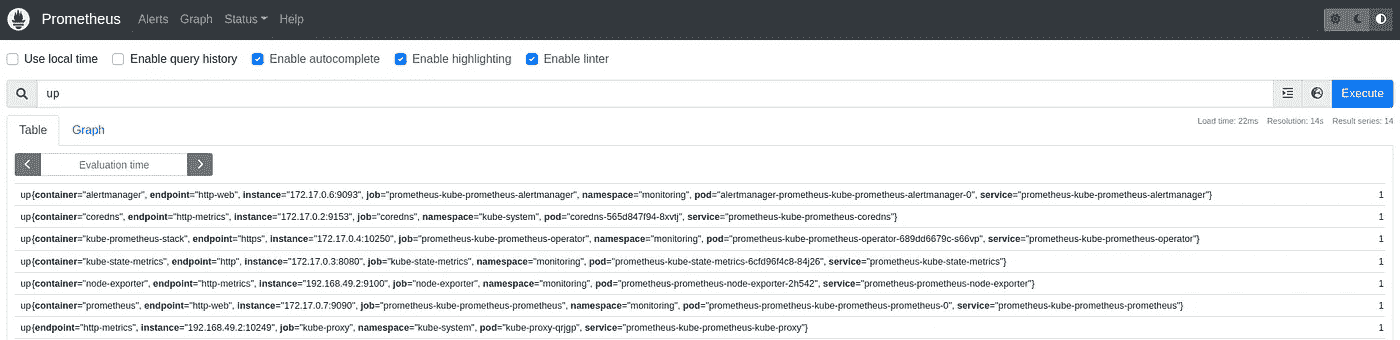 Prometheus Alerts Graph Status Help
Use local time Enable query history Enable autocomplete Enable highlighting Enable linter
up Execute
Table Graph Load time: 22ms Resolution: 14s Result series: 14
Evaluation time
up{container="alertmanager", endpoint="http-web", instance="172.17.0.6:9093", job="prometheus-kube-prometheus-alertmanager", namespace="monitoring", pod="alertmanager-prometheus-kube-prometheus-alertmanager-0", service="prometheus-kube-prometheus-alertmanager"} 1
up{container="coredns", endpoint="http-metrics", instance="172.17.0.2:9153", job="coredns", namespace="kube-system", pod="coredns-565d847f94-8xvtj", service="prometheus-kube-prometheus-coredns"} 1
up{container="kube-prometheus-stack", endpoint="https", instance="172.17.0.4:10250", job="prometheus-kube-prometheus-operator", namespace="monitoring", pod="prometheus-kube-prometheus-operator-689dd6679c-s66vp", service="prometheus-kube-prometheus-operator"} 1
up{container="kube-state-metrics", endpoint="http", instance="172.17.0.3:8080", job="kube-state-metrics", namespace="monitoring", pod="prometheus-kube-state-metrics-6cfd96f4c8-84j26", service="prometheus-kube-state-metrics"} 1
up{container="node-exporter", endpoint="http-metrics", instance="192.168.49.2:9100", job="node-exporter", namespace="monitoring", pod="prometheus-prometheus-node-exporter-2h542", service="prometheus-prometheus-node-exporter"} 1
up{container="prometheus", endpoint="http-web", instance="172.17.0.7:9090", job="prometheus-kube-prometheus-prometheus", namespace="monitoring", pod="prometheus-prometheus-kube-prometheus-prometheus-0", service="prometheus-kube-prometheus-prometheus"} 1
up{endpoint="http-metrics", instance="192.168.49.2:10249", job="kube-proxy", namespace="kube-system", pod="kube-proxy-qrjgp", service="prometheus-kube-prometheus-kube-proxy"} 1